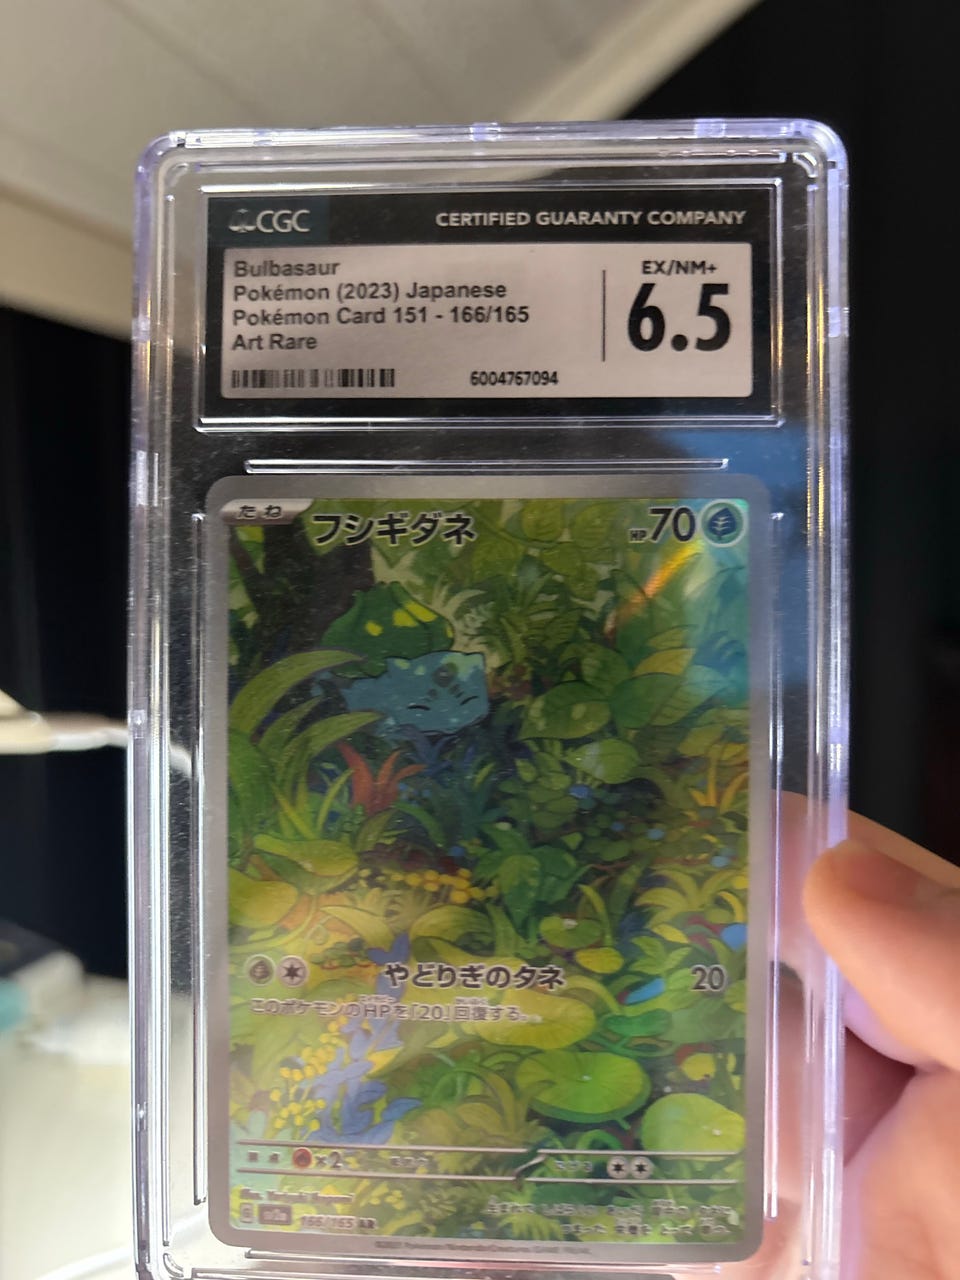 CGC
CERTIFIED GUARANTY COMPANY
Bulbasaur
Pokémon (2023) Japanese
Pokémon Card 151 - 166/165
Art Rare
EX/NM+
6.5
6004767094
たね
フシギダネ
HP70
やどりぎのタネ
20
このポケモンのHPを「20」回復する。
×2
166/165 AR